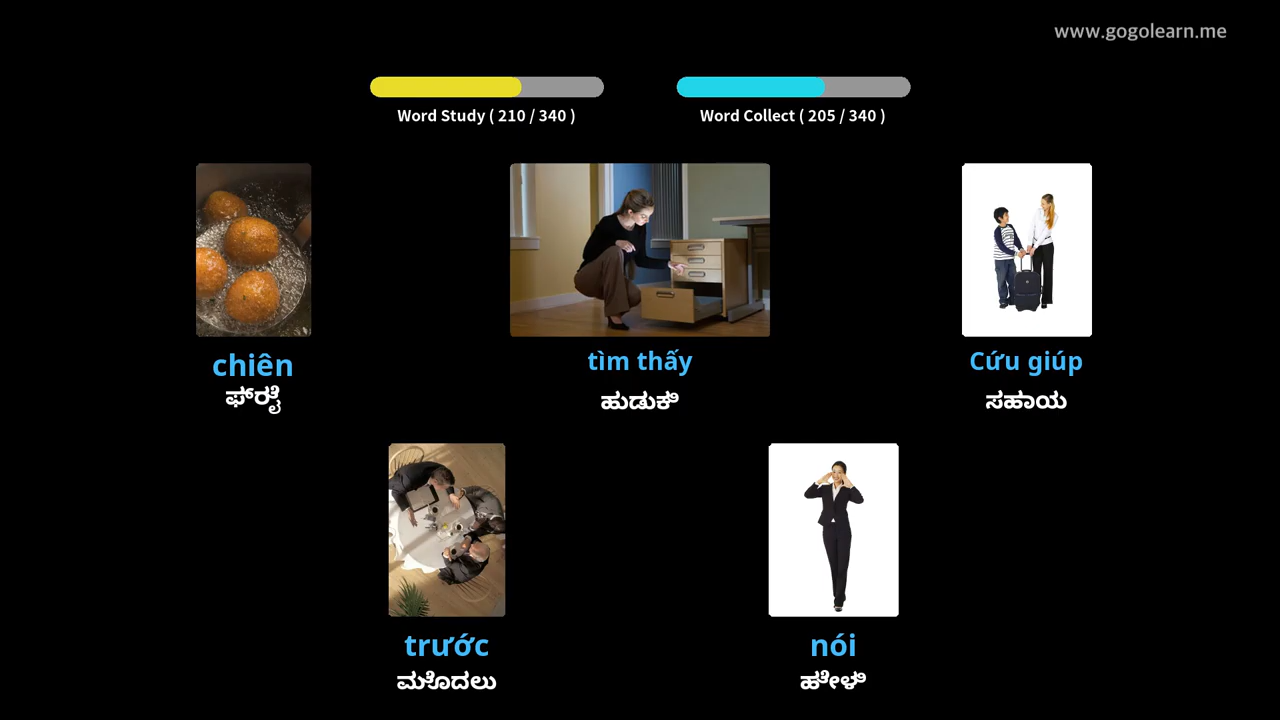 www.gogolearn.me
Word Study ( 210 / 340 )
Word Collect ( 205 / 340 )
chiên
ಫ್ರೈ
tìm thấy
ಹುಡುಕಿ
Cứu giúp
ಸಹಾಯ
trước
ಮೊದಲು
nói
ಹೇಳಿ